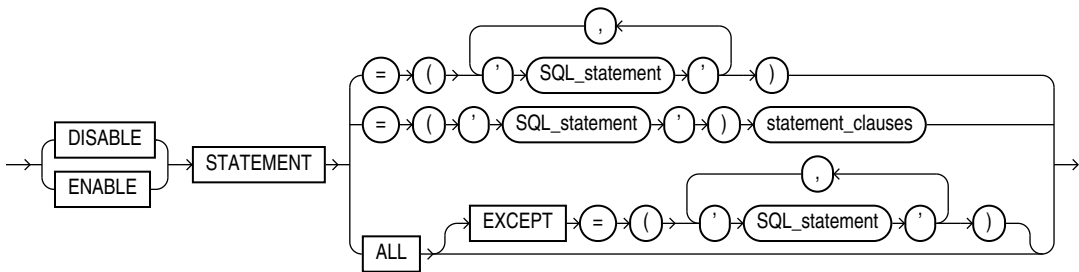 ,
= ( ’ SQL_statement ’ )
= ( ’ SQL_statement ’ ) statement_clauses
DISABLE
ENABLE
STATEMENT
,
EXCEPT = ( ’ SQL_statement ’ )
ALL